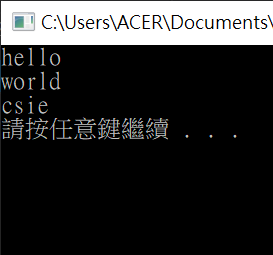 C:\Users\ACER\Documents\
hello
world
csie
請按任意鍵繼續 . . .